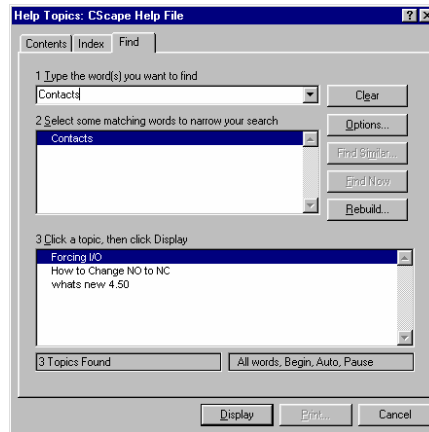 Help Topics: CScape Help File
Contents Index Find
1 Type the word(s) you want to find
Contacts Clear
2 Select some matching words to narrow your search Options...
Contacts
Find Similar...
Find Now
Rebuild...
3 Click a topic, then click Display
Forcing I/O
How to Change NO to NC
whats new 4.50
3 Topics Found All words, Begin, Auto, Pause
Display Print... Cancel